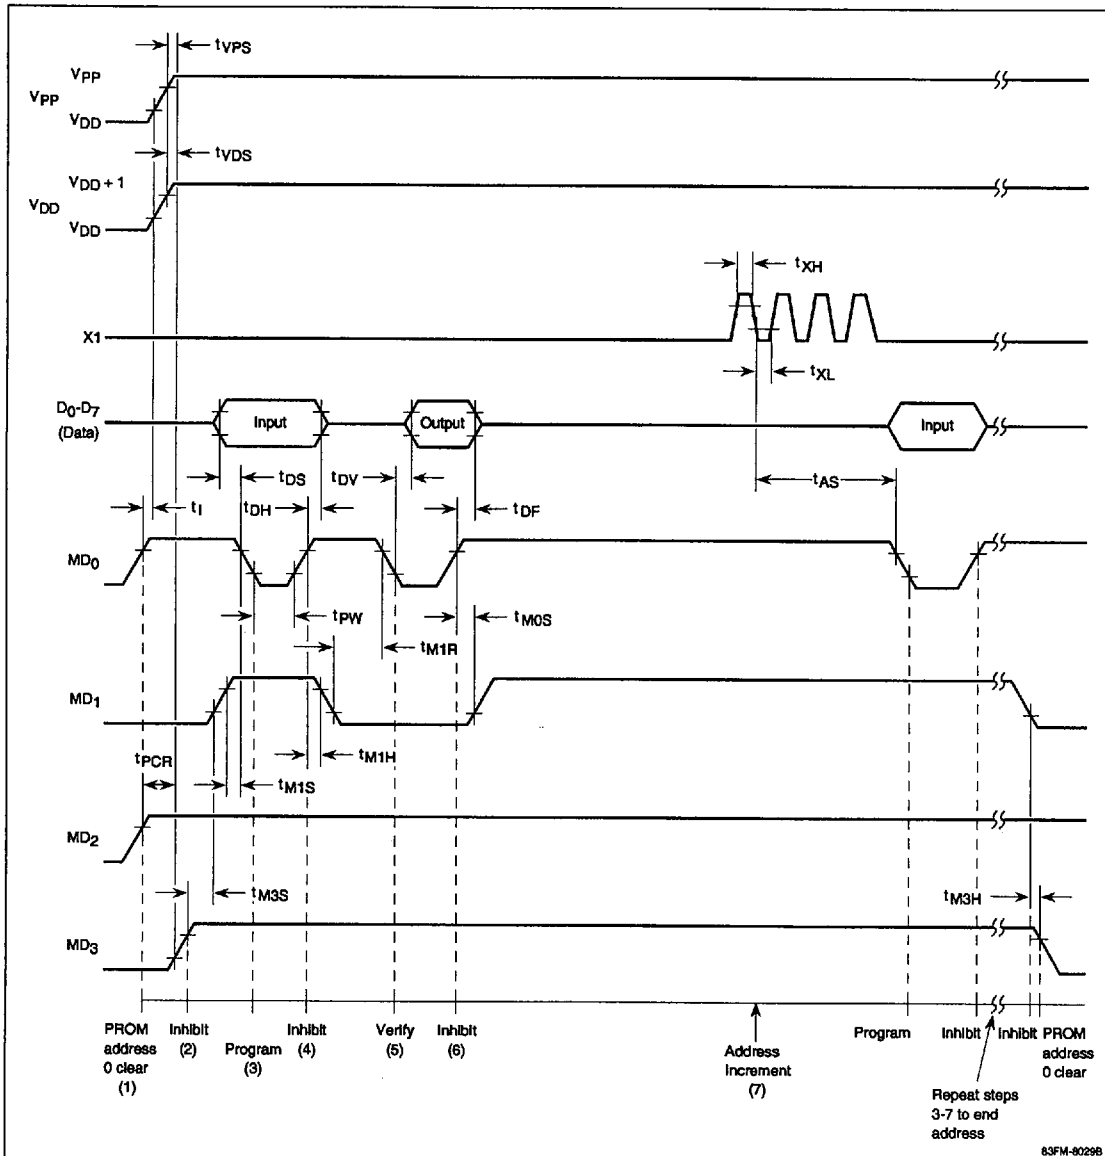 tVPS
VPP
VPP
VDD
tVDS
VDD + 1
VDD
VDD
tXH
X1
tXL
D0-D7
(Data)
Input
Output
Input
tDS
tDV
tAS
tI
tDH
tDF
MD0
tPW
tM0S
tM1R
MD1
tPCR
tM1H
tM1S
MD2
tM3S
tM3H
MD3
PROM
address
0 clear
(1)
Inhibit
(2)
Program
(3)
Inhibit
(4)
Verify
(5)
Inhibit
(6)
Address
Increment
(7)
Program
Inhibit
Inhibit
PROM
address
0 clear
Repeat steps
3-7 to end
address
83FM-8029B